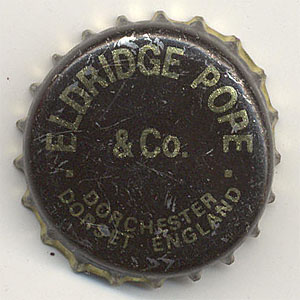 · ELDRIDGE POPE ·
& Co.
· DORCHESTER ·
DORSET ENGLAND